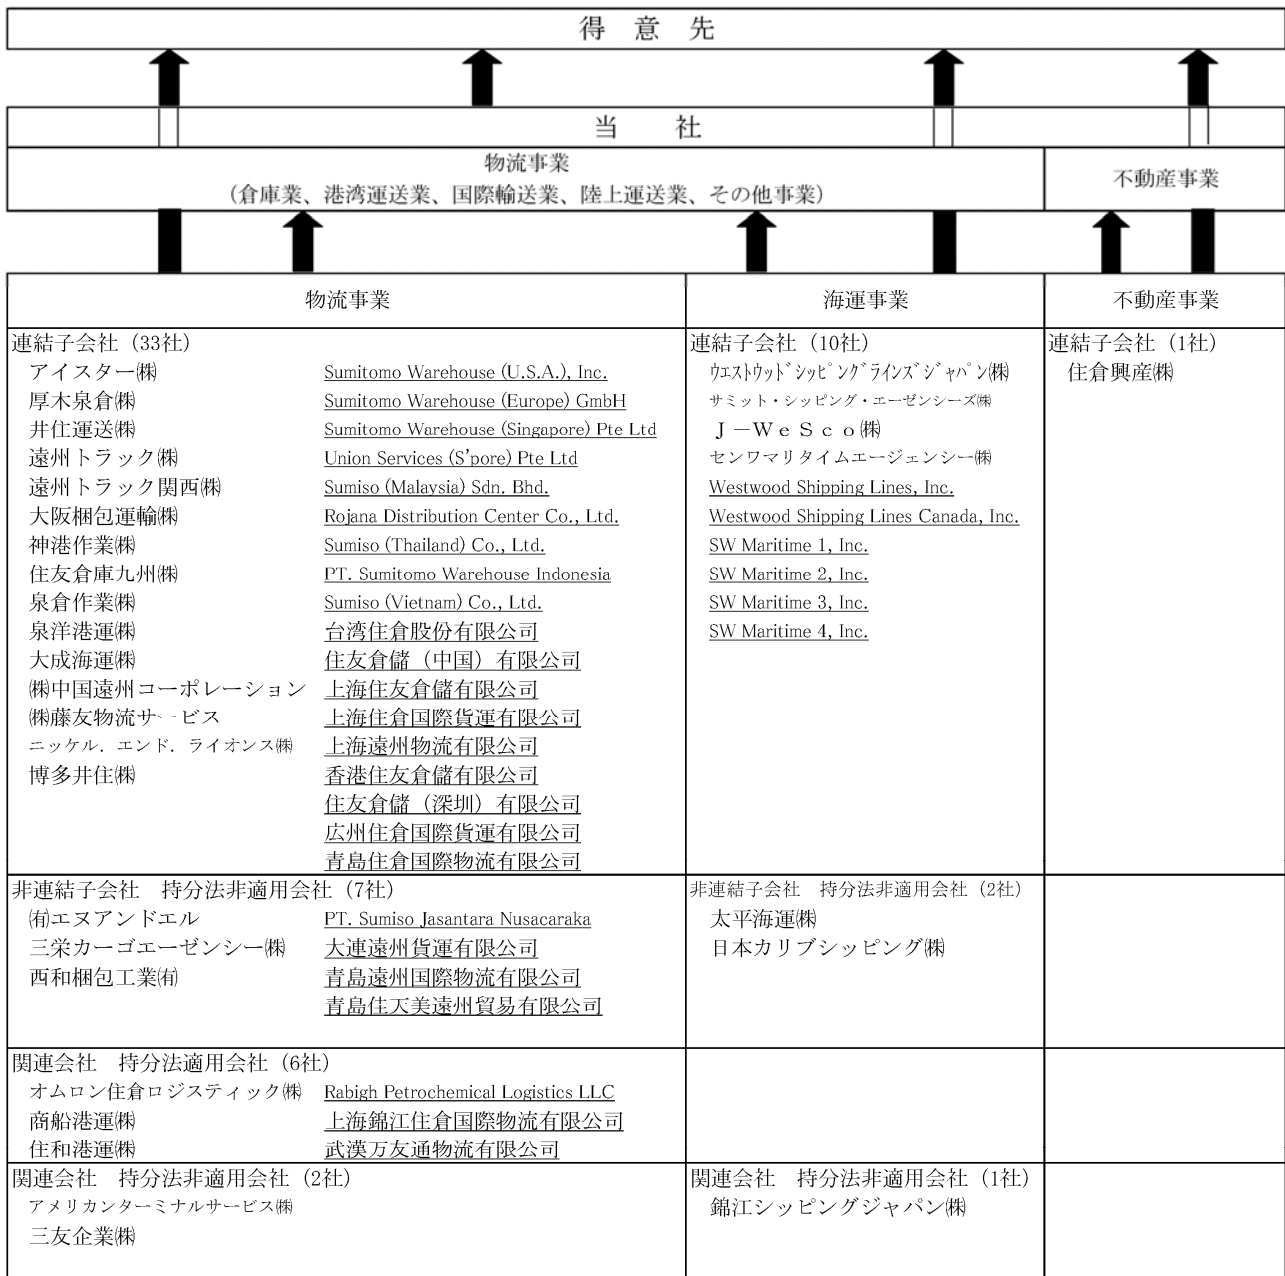 得 意 先
当 社
物流事業
(倉庫業、港湾運送業、国際輸送業、陸上運送業、その他事業)
不動産事業
物流事業
海運事業
不動産事業
連結子会社（33社）
アイスター㈱ Sumitomo Warehouse (U.S.A.), Inc.
厚木泉倉㈱ Sumitomo Warehouse (Europe) GmbH
井住運送㈱ Sumitomo Warehouse (Singapore) Pte Ltd
遠州トラック㈱ Union Services (S'pore) Pte Ltd
遠州トラック関西㈱ Sumiso (Malaysia) Sdn. Bhd.
大阪梱包運輸㈱ Rojana Distribution Center Co., Ltd.
神港作業㈱ Sumiso (Thailand) Co., Ltd.
住友倉庫九州㈱ PT. Sumitomo Warehouse Indonesia
泉倉作業㈱ Sumiso (Vietnam) Co., Ltd.
泉洋港運㈱ 台湾住倉股份有限公司
大成海運㈱ 住友倉儲（中国）有限公司
㈱中国遠州コーポレーション 上海住友倉儲有限公司
㈱藤友物流サービス 上海住倉国際貨運有限公司
ニッケル．エンド．ライオンス㈱ 上海遠州物流有限公司
博多井住㈱ 香港住友倉儲有限公司
住友倉儲（深圳）有限公司
広州住倉国際貨運有限公司
青島住倉国際物流有限公司
連結子会社（10社）
ｳｴｽﾄｳｯﾄﾞｼｯﾋﾟﾝｸﾞﾗｲﾝｽﾞｼﾞｬﾊﾟﾝ㈱
サミット・シッピング・エーゼンシーズ㈱
Ｊ－ＷｅＳｃｏ㈱
センワマリタイムエージェンシー㈱
Westwood Shipping Lines, Inc.
Westwood Shipping Lines Canada, Inc.
SW Maritime 1, Inc.
SW Maritime 2, Inc.
SW Maritime 3, Inc.
SW Maritime 4, Inc.
連結子会社（1社）
住倉興産㈱
非連結子会社　持分法非適用会社（7社）
㈲エヌアンドエル PT. Sumiso Jasantara Nusacaraka
三栄カーゴエーゼンシー㈱ 大連遠州貨運有限公司
西和梱包工業㈲ 青島遠州国際物流有限公司
青島佳天美遠州貿易有限公司
非連結子会社　持分法非適用会社（2社）
太平海運㈱
日本カリブシッピング㈱
関連会社　持分法適用会社（6社）
オムロン住倉ロジスティック㈱ Rabigh Petrochemical Logistics LLC
商船港運㈱ 上海錦江住倉国際物流有限公司
住和港運㈱ 武漢万友通物流有限公司
関連会社　持分法非適用会社（2社）
アメリカンターミナルサービス㈱
三友企業㈱
関連会社　持分法非適用会社（1社）
錦江シッピングジャパン㈱